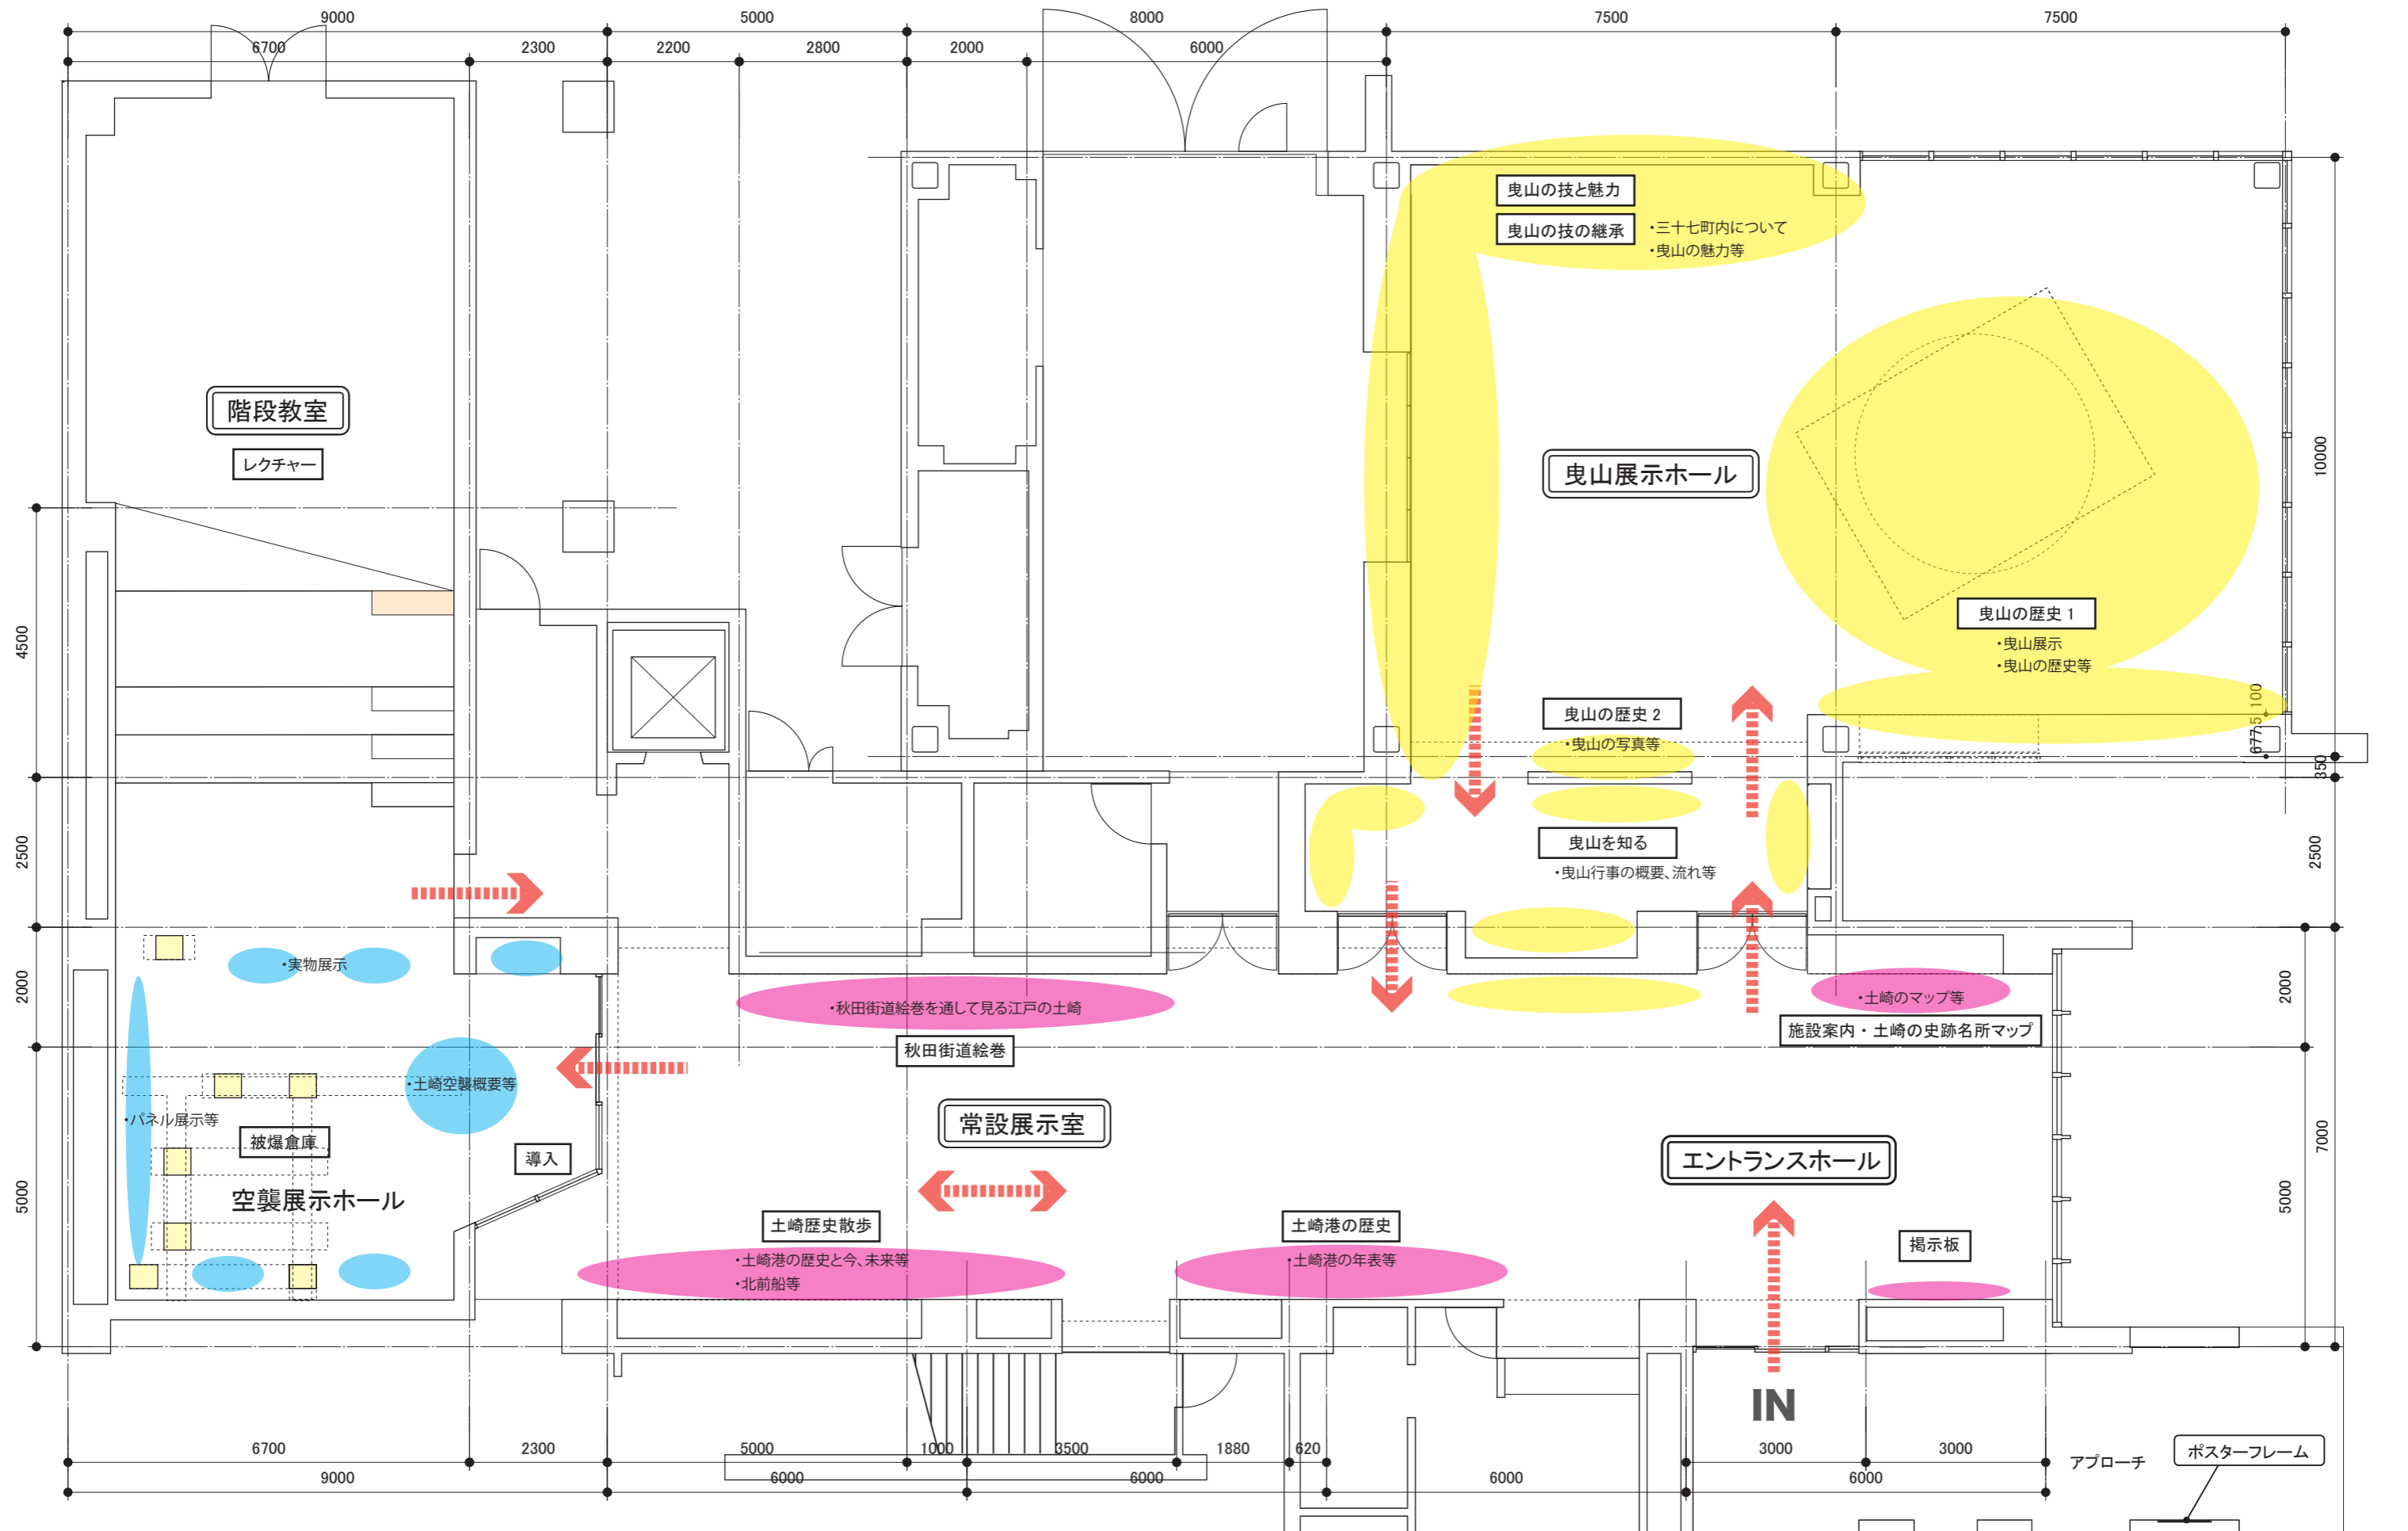 9000
5000
8000
7500
7500
6700
2300
2200
2800
2000
6000
曳山の技と魅力
曳山の技の継承
・三十七町内について
・曳山の魅力等
階段教室
レクチャー
曳山展示ホール
10000
曳山の歴史 1
・曳山展示
・曳山の歴史等
4500
曳山の歴史 2
・曳山の写真等
100
677.5
350
曳山を知る
・曳山行事の概要、流れ等
2500
2500
・実物展示
2000
・秋田街道絵巻を通して見る江戸の土崎
秋田街道絵巻
・土崎のマップ等
施設案内・土崎の史跡名所マップ
2000
・土崎空襲概要等
・パネル展示等
被爆倉庫
導入
空襲展示ホール
常設展示室
エントランスホール
7000
5000
5000
土崎歴史散歩
・土崎港の歴史と今、未来等
・北前船等
土崎港の歴史
・土崎港の年表等
掲示板
IN
6700
2300
5000
1000
3500
1880
620
3000
3000
アプローチ
ポスターフレーム
9000
6000
6000
6000
6000